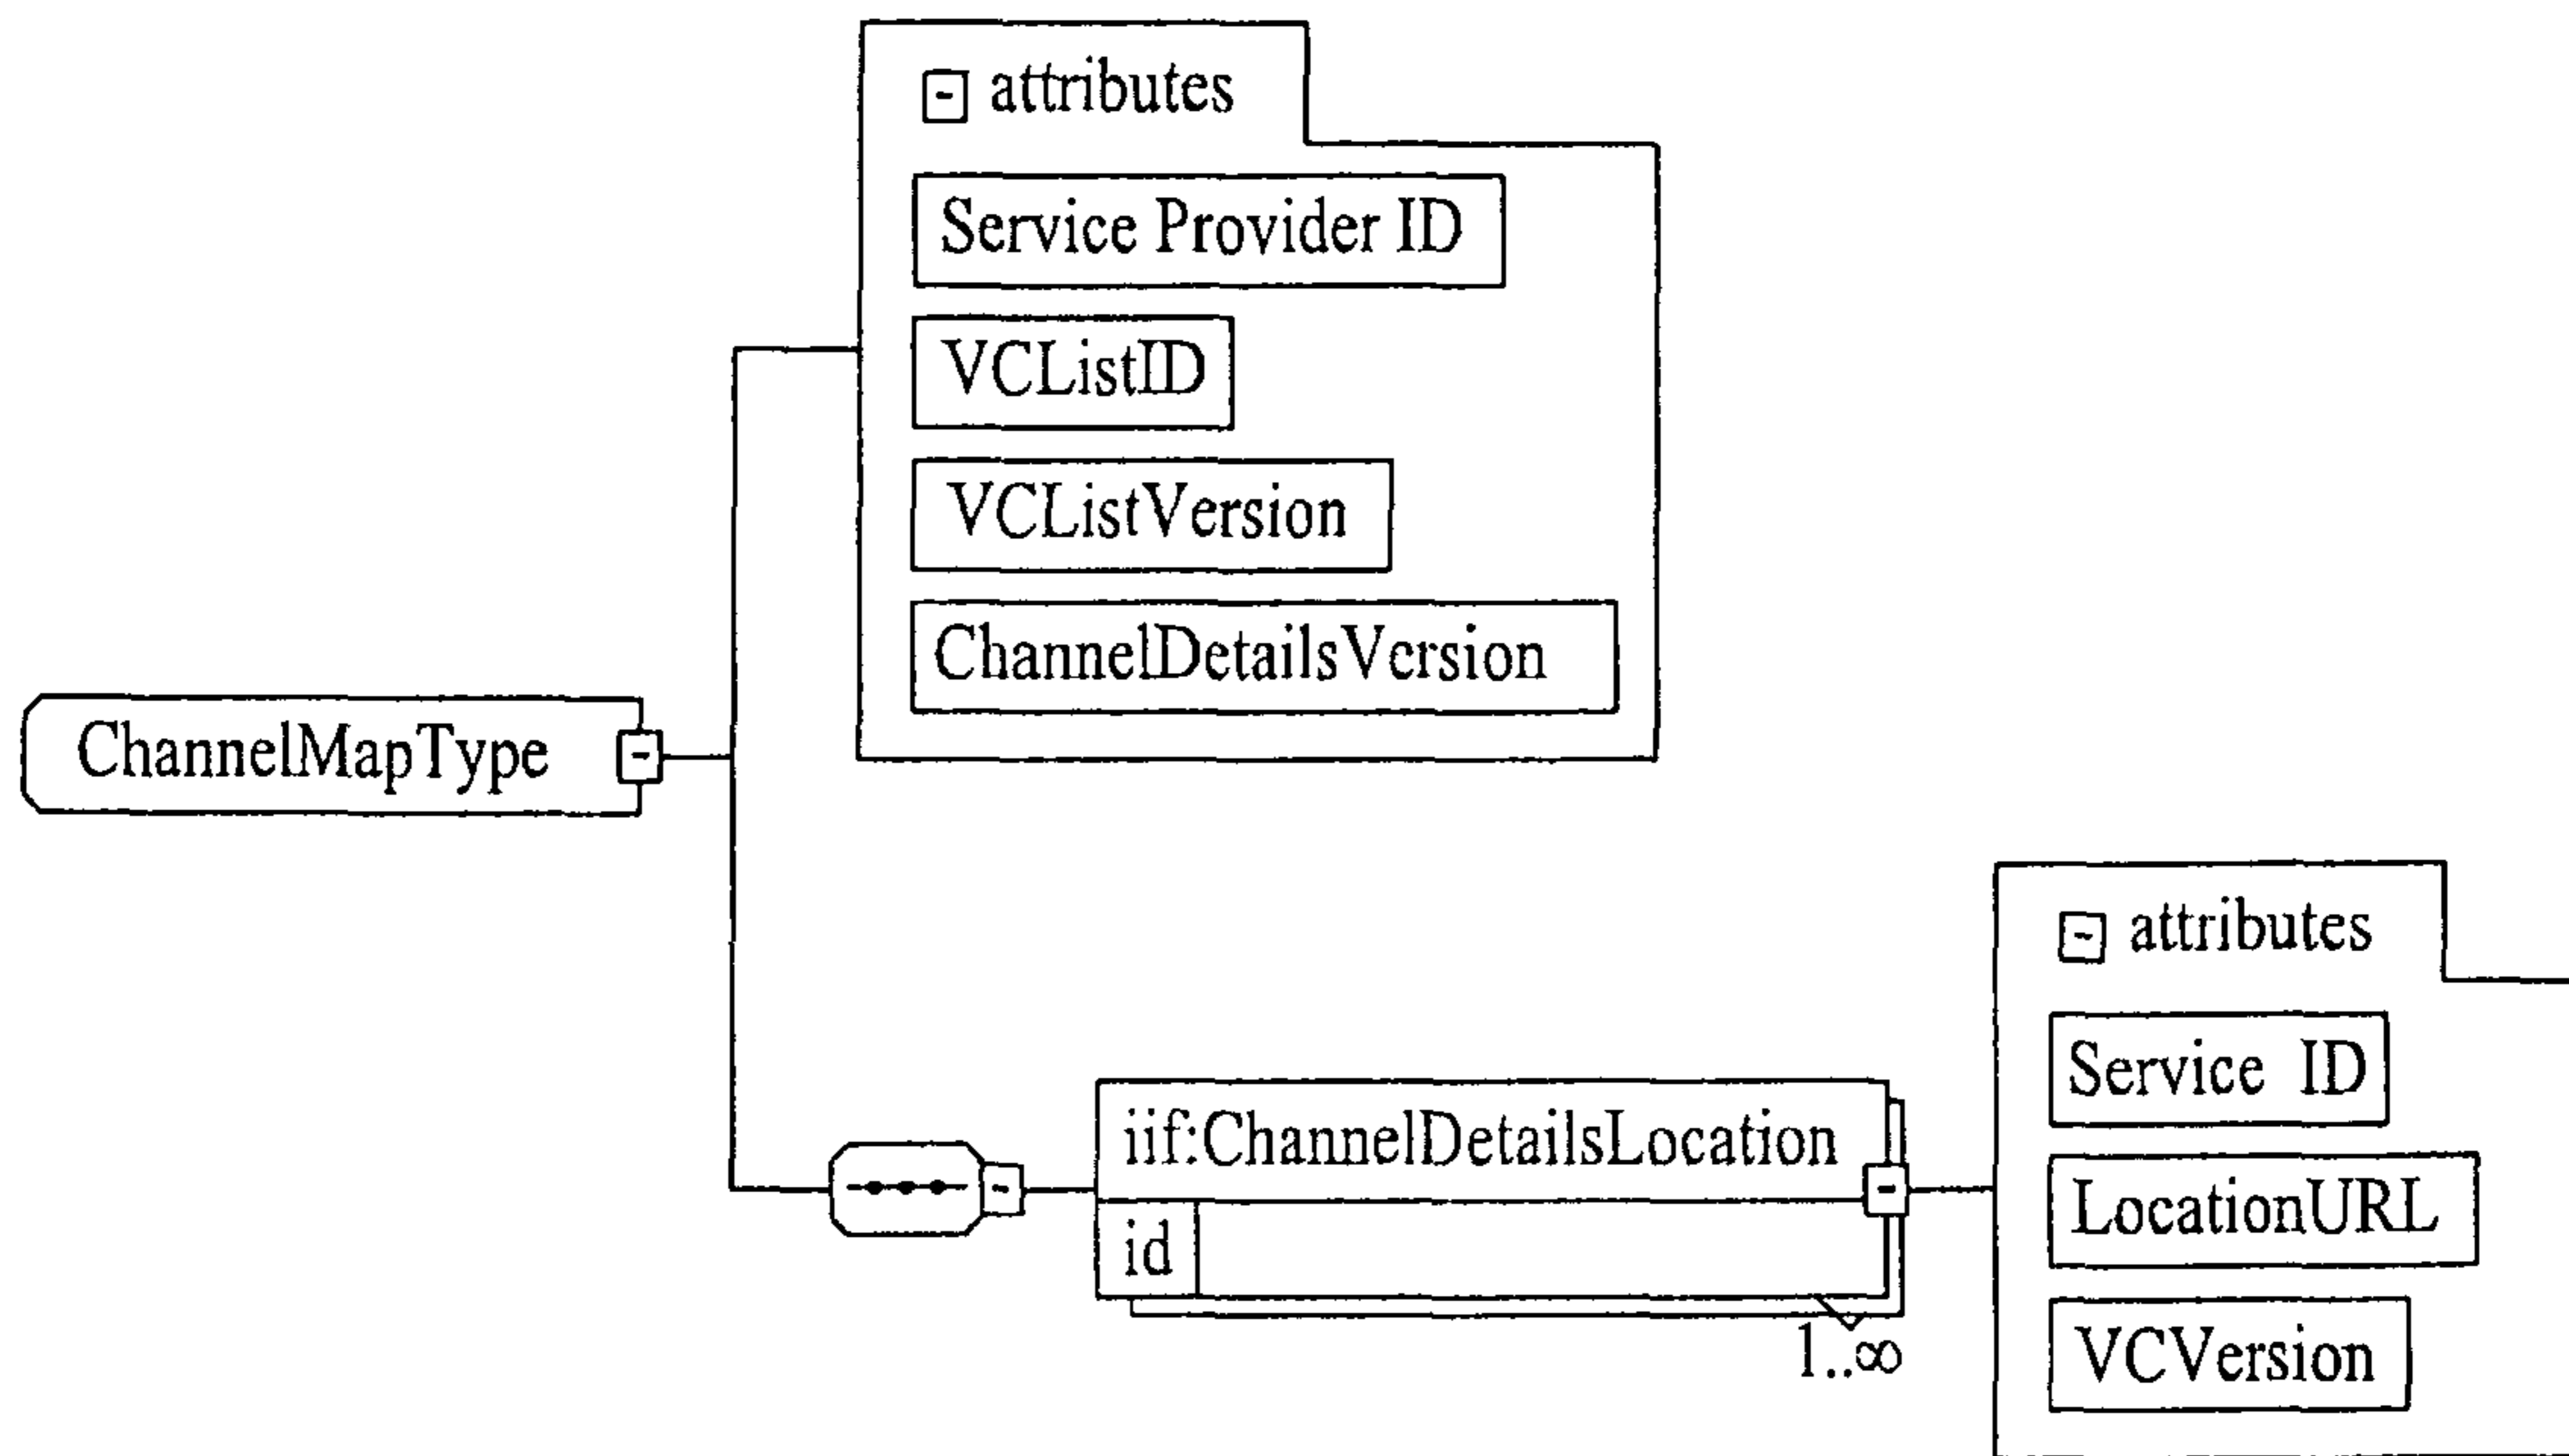 attributes
Service Provider ID
VCListID
VCListVersion
ChannelDetailsVersion
ChannelMapType
attributes
Service ID
iif:ChannelDetailsLocation
LocationURL
id
1..∞
VCVersion